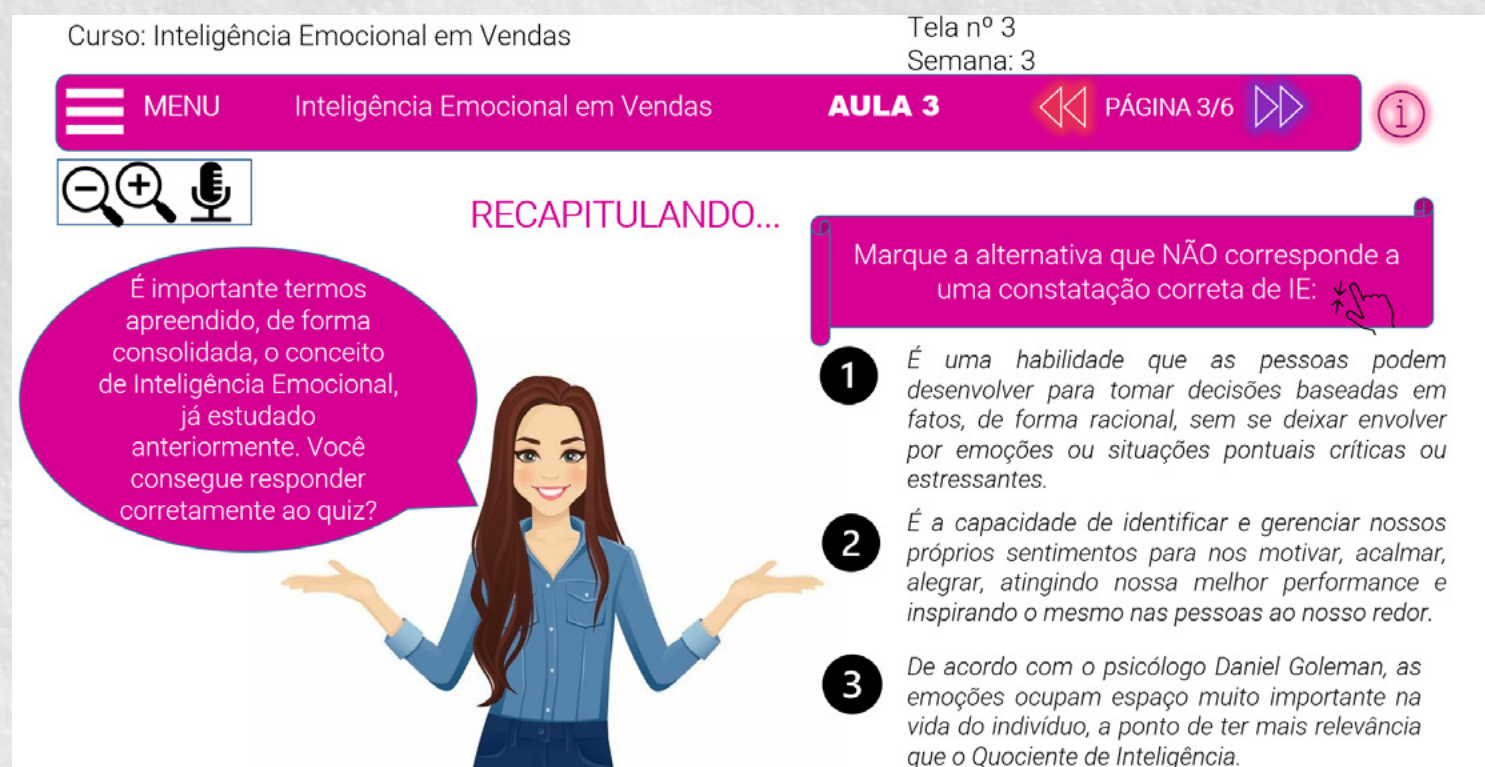 Curso: Inteligência Emocional em Vendas
Tela nº 3
Semana: 3
MENU
Inteligência Emocional em Vendas
AULA 3
PÁGINA 3/6
i
RECAPITULANDO...
É importante termos
apreendido, de forma
consolidada, o conceito
de Inteligência Emocional,
já estudado
anteriormente. Você
consegue responder
corretamente ao quiz?
Marque a alternativa que NÃO corresponde a
uma constatação correta de IE:
1
É uma habilidade que as pessoas podem
desenvolver para tomar decisões baseadas em
fatos, de forma racional, sem se deixar envolver
por emoções ou situações pontuais críticas ou
estressantes.
2
É a capacidade de identificar e gerenciar nossos
próprios sentimentos para nos motivar, acalmar,
alegrar, atingindo nossa melhor performance e
inspirando o mesmo nas pessoas ao nosso redor.
3
De acordo com o psicólogo Daniel Goleman, as
emoções ocupam espaço muito importante na
vida do indivíduo, a ponto de ter mais relevância
que o Quociente de Inteligência.